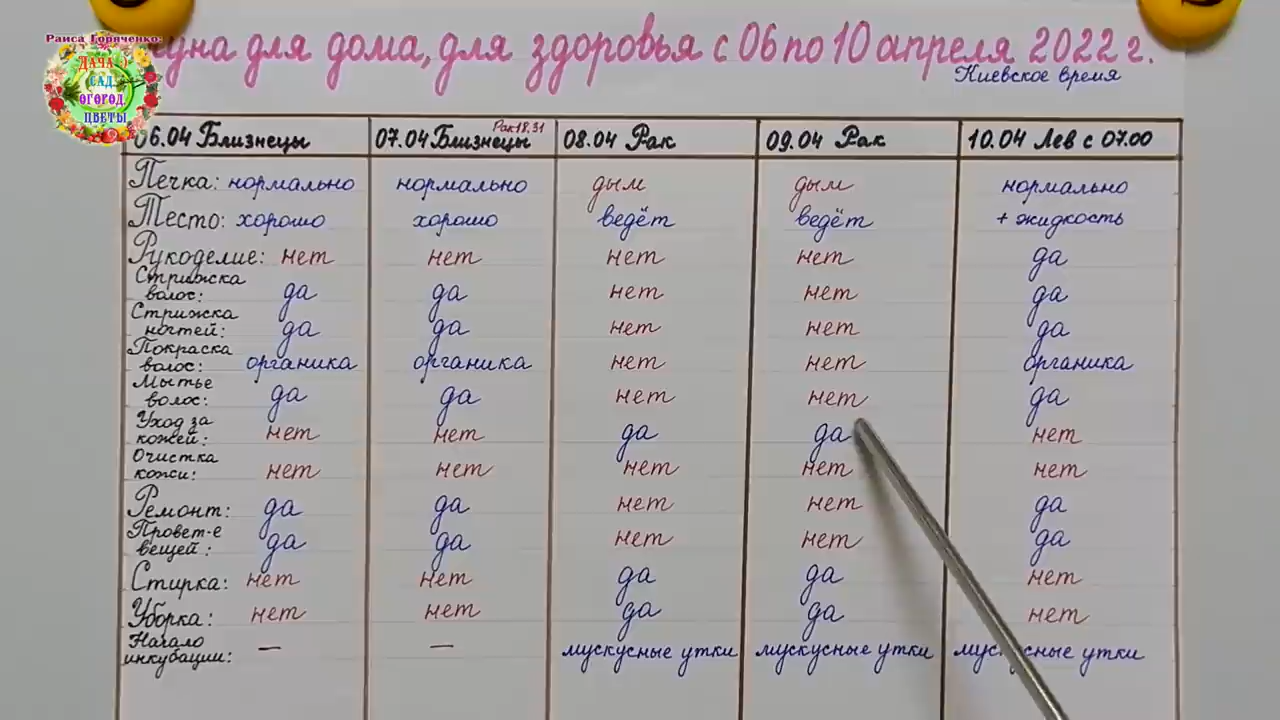 Раиса Горяченко:
ДАЧА
САД,
ОГОРОД,
ЦВЕТЫ
для дома, для здоровья с 06 по 10 апреля 2022 г.
Киевское время
06.04 Близнецы 07.04 Близнецы Рак 18.31 08.04 Рак 09.04 Рак 10.04 Лев с 07.00
Печка: нормально нормально дым дым нормально
Тесто: хорошо хорошо ведёт ведёт + жидкость
Рукоделие: нет нет нет нет да
Стрижка волос: да да нет нет да
Стрижка ногтей: да да нет нет да
Покраска волос: органика органика нет нет органика
Мытье волос: да да нет нет да
Уход за кожей: нет нет да да нет
Очистка кожи: нет нет нет нет нет
Ремонт: да да нет нет да
Провет-е вещей: да да нет нет да
Стирка: нет нет да да нет
Уборка: нет нет да да нет
Начало инкубации: — — мускусные утки мускусные утки мускусные утки